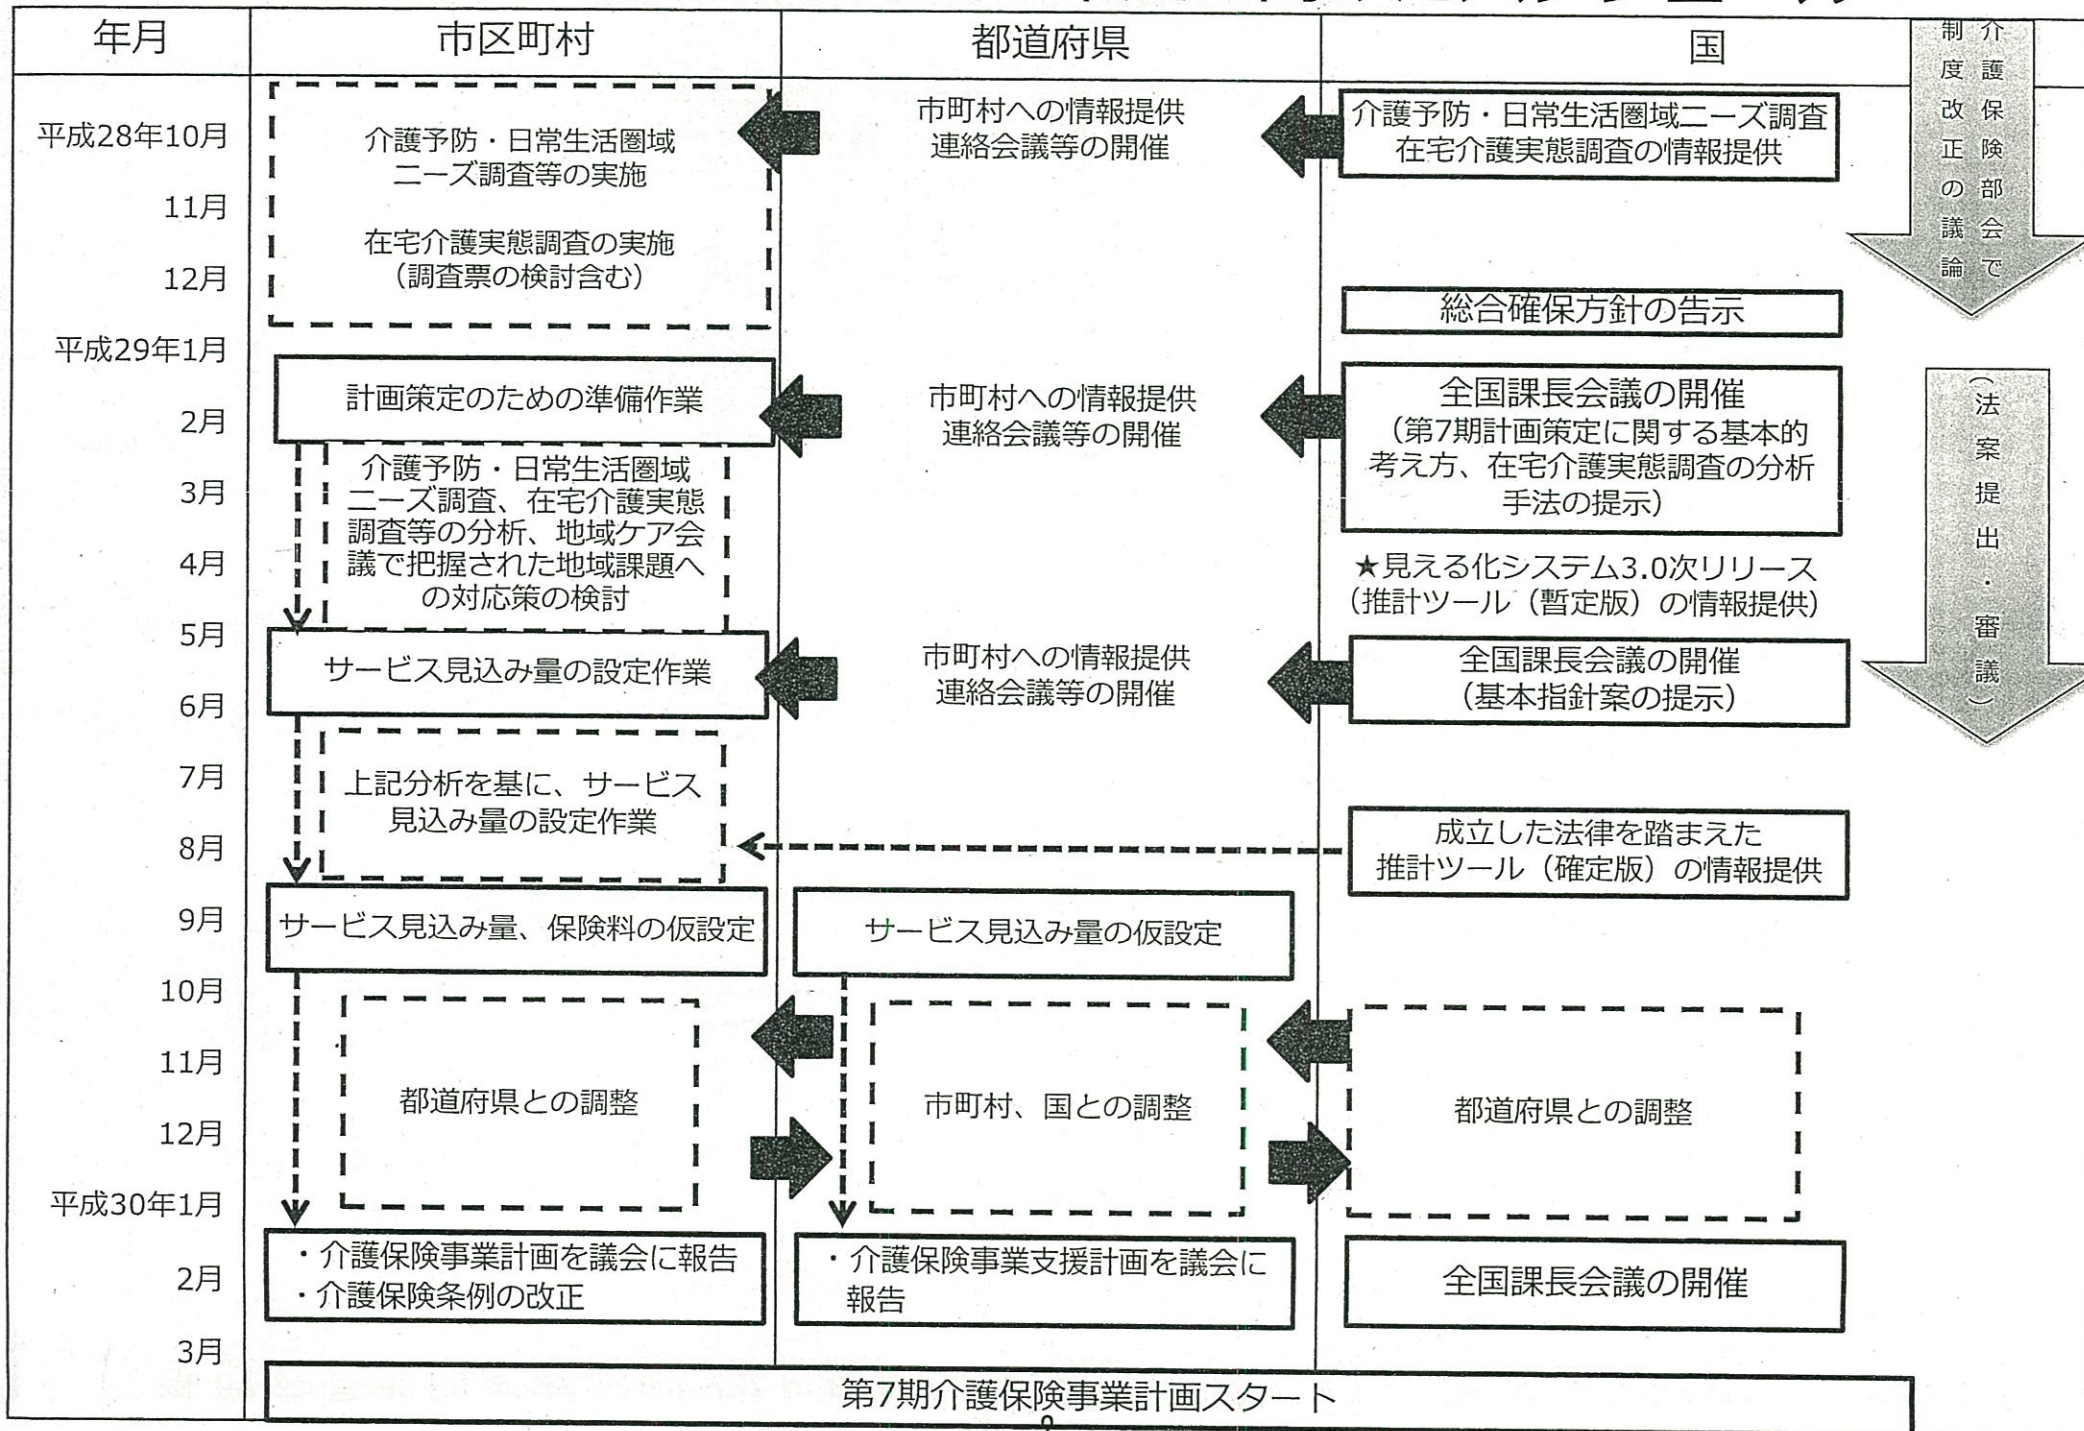 年月
市区町村
都道府県
国
介護保険部会で
制度改正の議論
平成28年10月
11月
12月
平成29年1月
2月
3月
4月
5月
6月
7月
8月
9月
10月
11月
12月
平成30年1月
2月
3月
介護予防・日常生活圏域
ニーズ調査等の実施
在宅介護実態調査の実施
（調査票の検討含む）
市町村への情報提供
連絡会議等の開催
介護予防・日常生活圏域ニーズ調査
在宅介護実態調査の情報提供
総合確保方針の告示
計画策定のための準備作業
市町村への情報提供
連絡会議等の開催
全国課長会議の開催
（第7期計画策定に関する基本的
考え方、在宅介護実態調査の分析
手法の提示）
（法案提出・審議）
介護予防・日常生活圏域
ニーズ調査、在宅介護実態
調査等の分析、地域ケア会
議で把握された地域課題へ
の対応策の検討
★見える化システム3.0次リリース
（推計ツール（暫定版）の情報提供）
サービス見込み量の設定作業
市町村への情報提供
連絡会議等の開催
全国課長会議の開催
（基本指針案の提示）
上記分析を基に、サービス
見込み量の設定作業
成立した法律を踏まえた
推計ツール（確定版）の情報提供
サービス見込み量、保険料の仮設定
サービス見込み量の仮設定
都道府県との調整
市町村、国との調整
都道府県との調整
・介護保険事業計画を議会に報告
・介護保険条例の改正
・介護保険事業支援計画を議会に
報告
全国課長会議の開催
第7期介護保険事業計画スタート